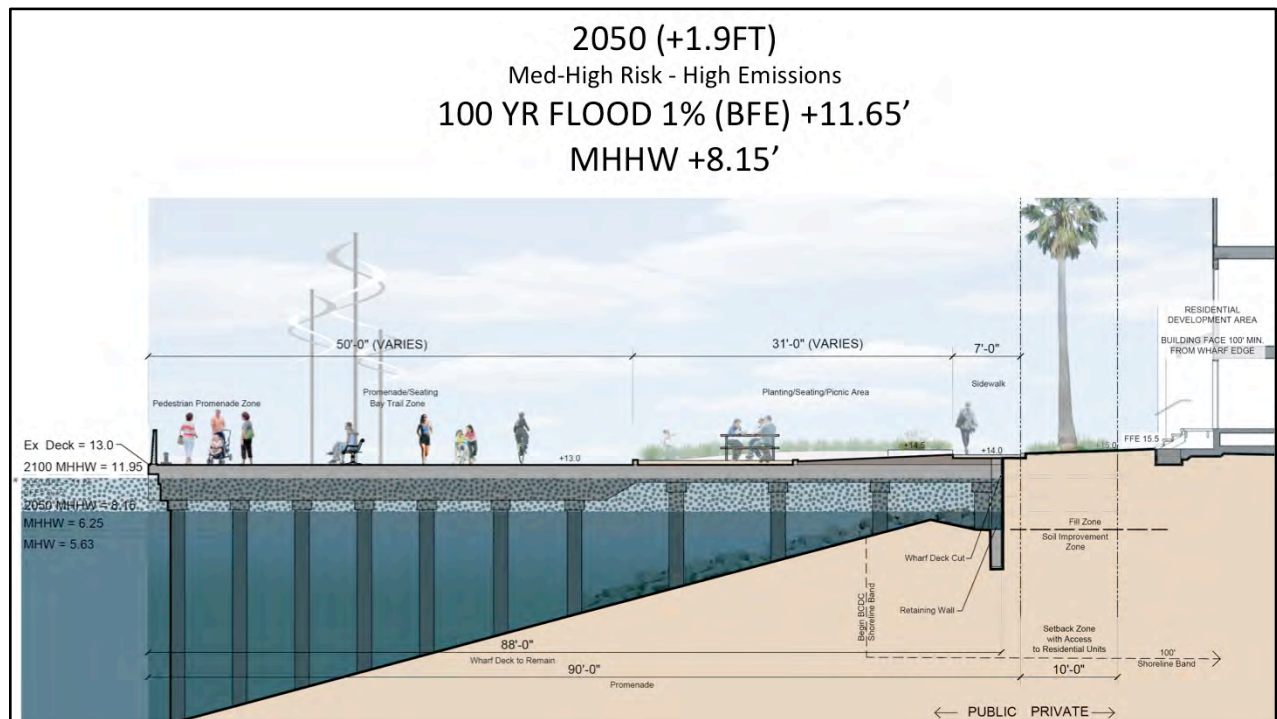 2050 (+1.9FT)
Med-High Risk - High Emissions
100 YR FLOOD 1% (BFE) +11.65’
MHHW +8.15’
RESIDENTIAL
DEVELOPMENT AREA
BUILDING FACE 100' MIN.
FROM WHARF EDGE
50'-0" (VARIES)
31'-0" (VARIES)
7'-0"
Pedestrian Promenade Zone
Promenade/Seating
Bay Trail Zone
Planting/Seating/Picnic Area
Sidewalk
Ex Deck = 13.0
+13.0
+14.5
+14.0
FFE 15.5
2100 MHHW = 11.95
2050 MHHW = 8.16
MHHW = 6.25
MHW = 5.63
Fill Zone
Soil Improvement
Zone
Wharf Deck Cut
Retaining Wall
Begin BCDC
Shoreline Band
Setback Zone
with Access
to Residential Units
88'-0"
Wharf Deck to Remain
100'
Shoreline Band
90'-0"
Promenade
10'-0"
PUBLIC PRIVATE